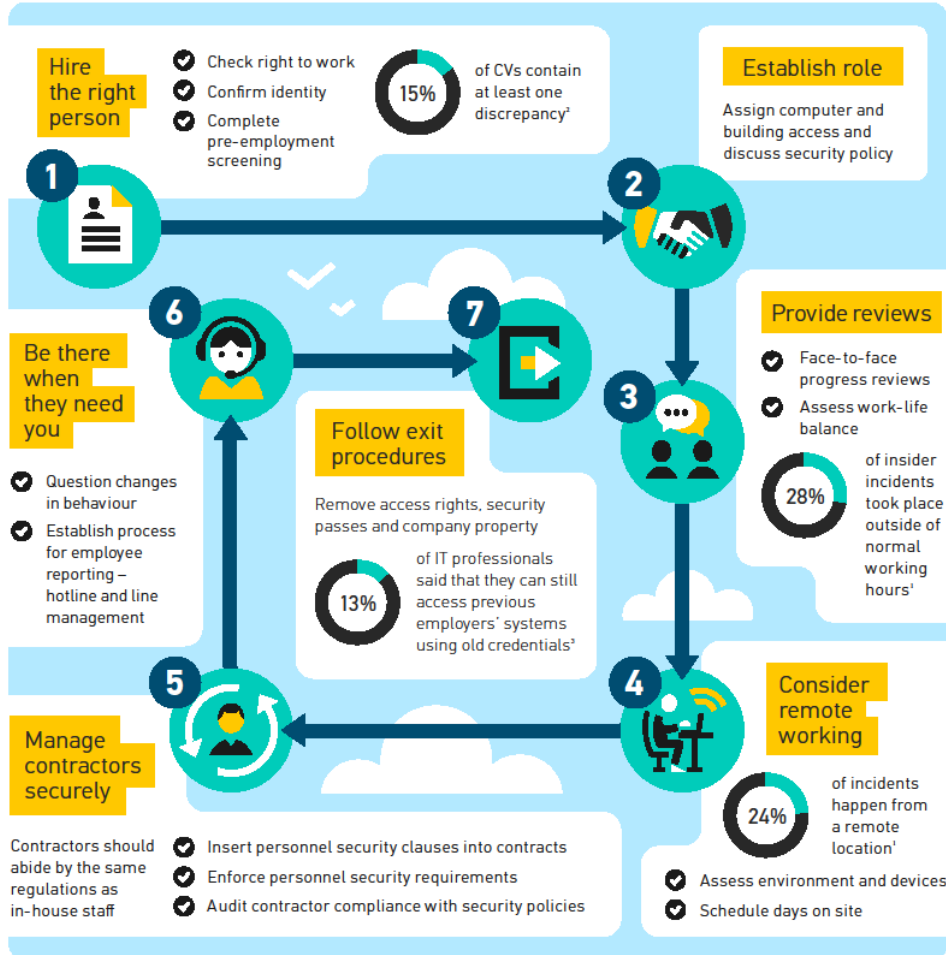 Hire
the right
person
Check right to work
Confirm identity
Complete
pre-employment
screening
15%
of CVs contain
at least one
discrepancy²
1
Establish role
Assign computer and
building access and
discuss security policy
2
Provide reviews
Face-to-face
progress reviews
Assess work-life
balance
28%
of insider
incidents
took place
outside of
normal
working
hours¹
3
Consider
remote
working
24%
of incidents
happen from
a remote
location¹
Assess environment and devices
Schedule days on site
4
Manage
contractors
securely
Contractors should
abide by the same
regulations as
in-house staff
Insert personnel security clauses into contracts
Enforce personnel security requirements
Audit contractor compliance with security policies
5
Be there
when
they need
you
Question changes
in behaviour
Establish process
for employee
reporting –
hotline and line
management
6
7
Follow exit
procedures
Remove access rights, security
passes and company property
13%
of IT professionals
said that they can still
access previous
employers' systems
using old credentials³